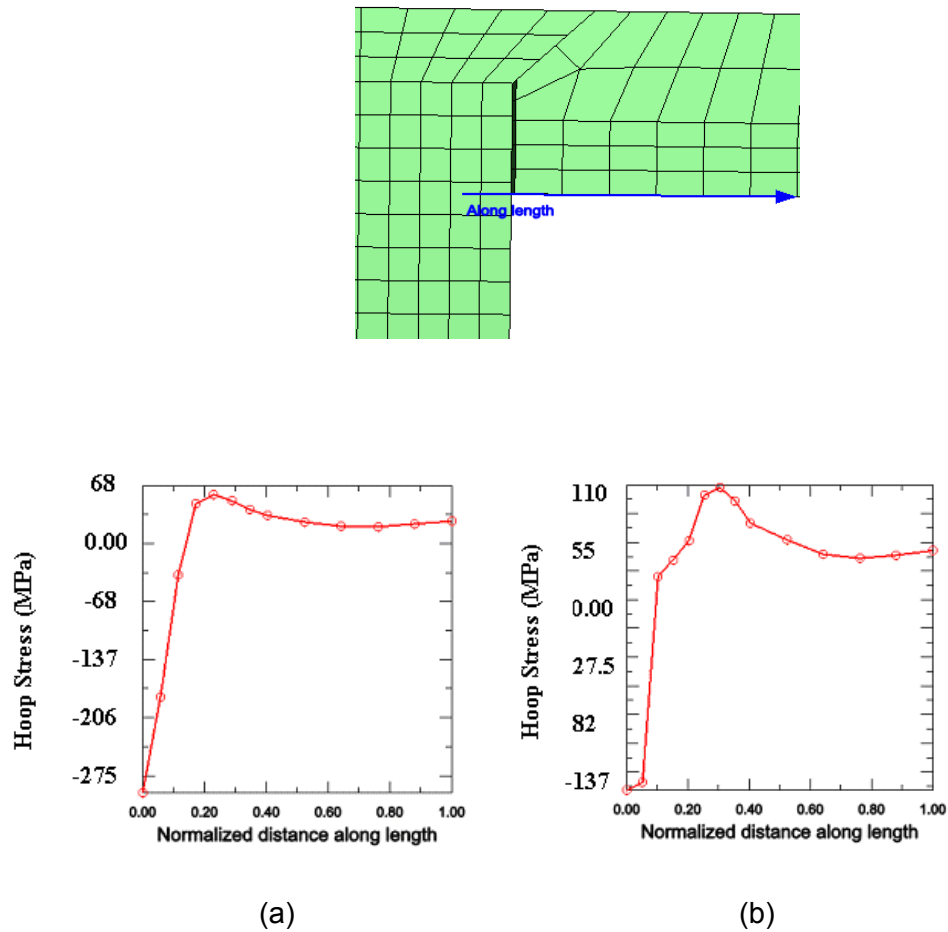 Along length
68
0.00
-68
-137
-206
-275
Hoop Stress (MPa)
0.00 0.20 0.40 0.60 0.80 1.00
Normalized distance along length
110
55
0.00
27.5
82
-137
Hoop Stress (MPa)
0.00 0.20 0.40 0.60 0.80 1.00
Normalized distance along length
(a)
(b)